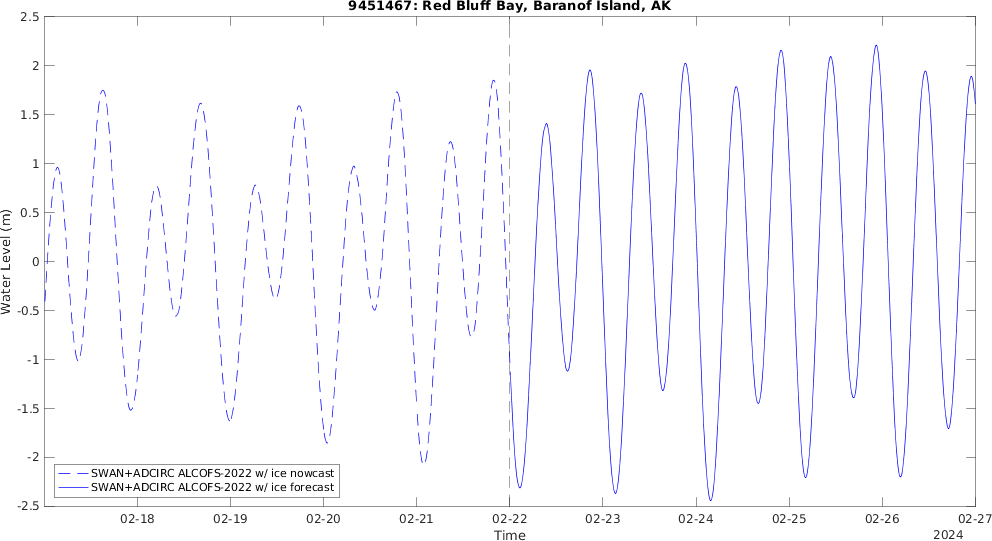 9451467: Red Bluff Bay, Baranof Island, AK
2.5
2
1.5
1
0.5
0
-0.5
-1
-1.5
-2
-2.5
Water Level (m)
SWAN+ADCIRC ALCOFS-2022 w/ ice nowcast
SWAN+ADCIRC ALCOFS-2022 w/ ice forecast
02-18 02-19 02-20 02-21 02-22 02-23 02-24 02-25 02-26 02-27
Time
2024